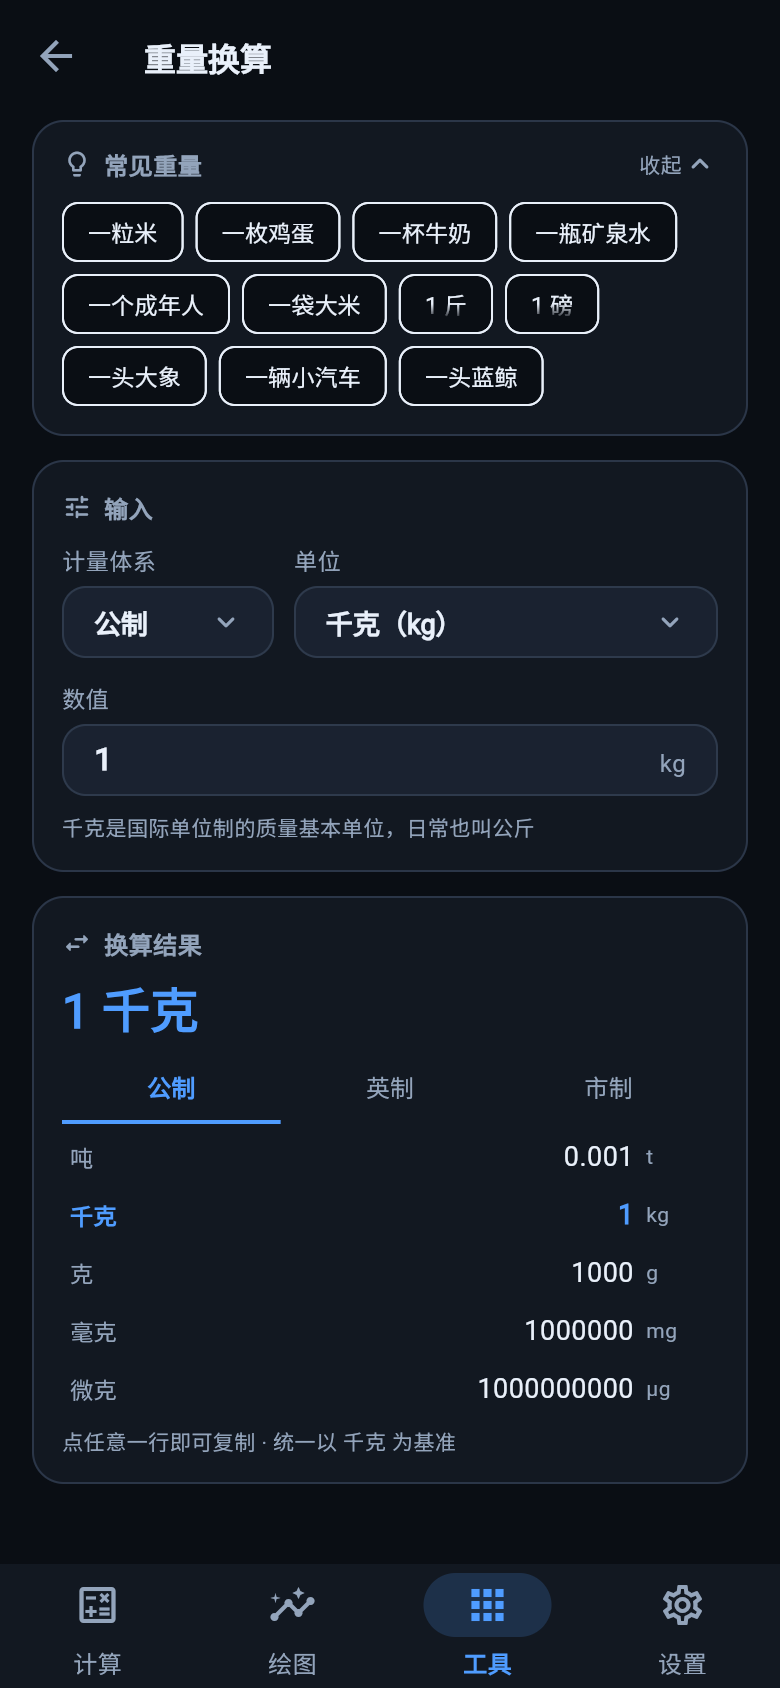 重量换算
常见重量 收起
一粒米 一枚鸡蛋 一杯牛奶 一瓶矿泉水
一个成年人 一袋大米 1 斤 1 磅
一头大象 一辆小汽车 一头蓝鲸
输入
计量体系 单位
公制 千克（kg）
数值
1 kg
千克是国际单位制的质量基本单位，日常也叫公斤
换算结果
1 千克
公制 英制 市制
吨 0.001 t
千克 1 kg
克 1000 g
毫克 1000000 mg
微克 1000000000 μg
点任意一行即可复制 · 统一以 千克 为基准
计算 绘图 工具 设置